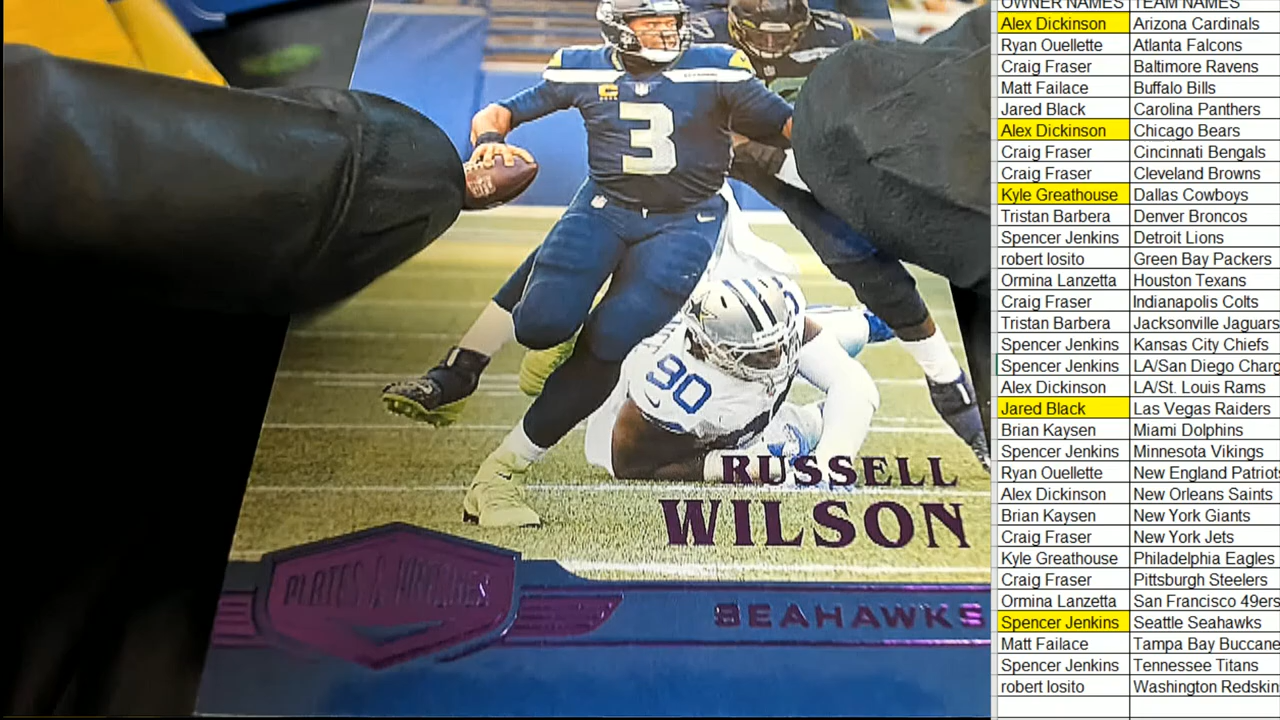 3
90
RUSSELL
WILSON
PLATES & PATCHES
SEAHAWKS
OWNER NAMES TEAM NAMES
Alex Dickinson Arizona Cardinals
Ryan Ouellette Atlanta Falcons
Craig Fraser Baltimore Ravens
Matt Failace Buffalo Bills
Jared Black Carolina Panthers
Alex Dickinson Chicago Bears
Craig Fraser Cincinnati Bengals
Craig Fraser Cleveland Browns
Kyle Greathouse Dallas Cowboys
Tristan Barbera Denver Broncos
Spencer Jenkins Detroit Lions
robert losito Green Bay Packers
Ormina Lanzetta Houston Texans
Craig Fraser Indianapolis Colts
Tristan Barbera Jacksonville Jaguars
Spencer Jenkins Kansas City Chiefs
Spencer Jenkins LA/San Diego Charg
Alex Dickinson LA/St. Louis Rams
Jared Black Las Vegas Raiders
Brian Kaysen Miami Dolphins
Spencer Jenkins Minnesota Vikings
Ryan Ouellette New England Patriot
Alex Dickinson New Orleans Saints
Brian Kaysen New York Giants
Craig Fraser New York Jets
Kyle Greathouse Philadelphia Eagles
Craig Fraser Pittsburgh Steelers
Ormina Lanzetta San Francisco 49ers
Spencer Jenkins Seattle Seahawks
Matt Failace Tampa Bay Buccane
Spencer Jenkins Tennessee Titans
robert losito Washington Redskin